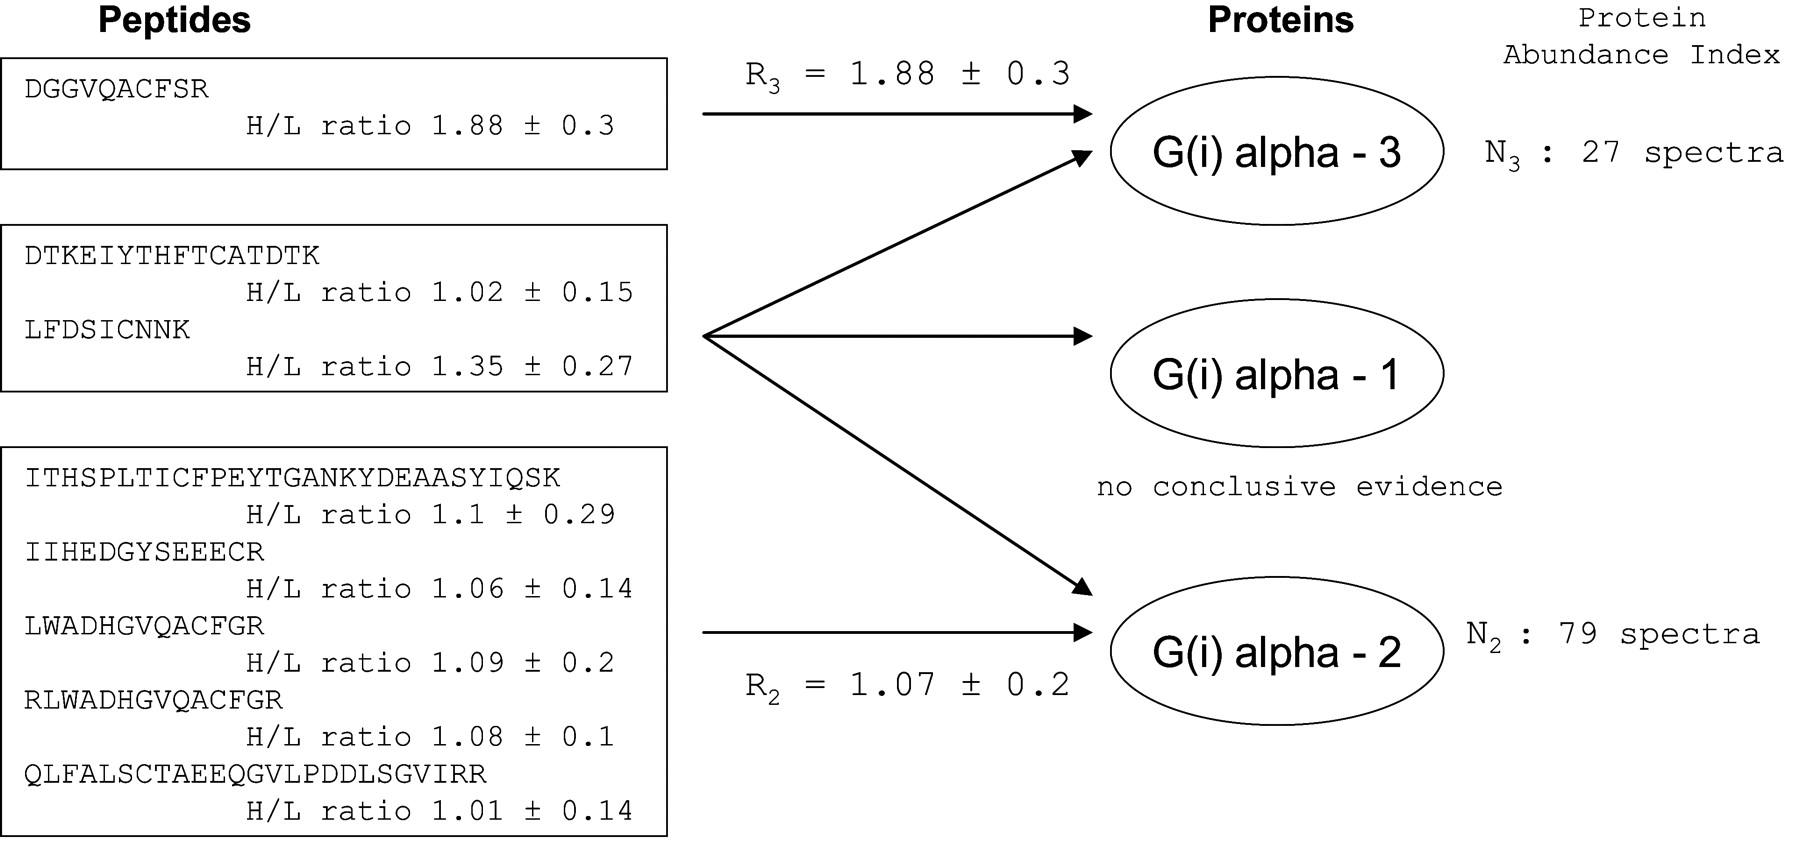 Peptides
DGGVQACFSR
H/L ratio 1.88 ± 0.3
DTKEIYTHFTCATDTK
H/L ratio 1.02 ± 0.15
LFDSICNNK
H/L ratio 1.35 ± 0.27
ITHSPLTICFPEYTGANKYDEAASYIQSK
H/L ratio 1.1 ± 0.29
IIHEDGYSEEECR
H/L ratio 1.06 ± 0.14
LWADHGVQACFGR
H/L ratio 1.09 ± 0.2
RLWADHGVQACFGR
H/L ratio 1.08 ± 0.1
QLFALSCTAEEQGVLPDDLSGVIRR
H/L ratio 1.01 ± 0.14
R3 = 1.88 ± 0.3
R2 = 1.07 ± 0.2
Proteins
G(i) alpha - 3
G(i) alpha - 1
no conclusive evidence
G(i) alpha - 2
Protein
Abundance Index
N3 : 27 spectra
N2 : 79 spectra